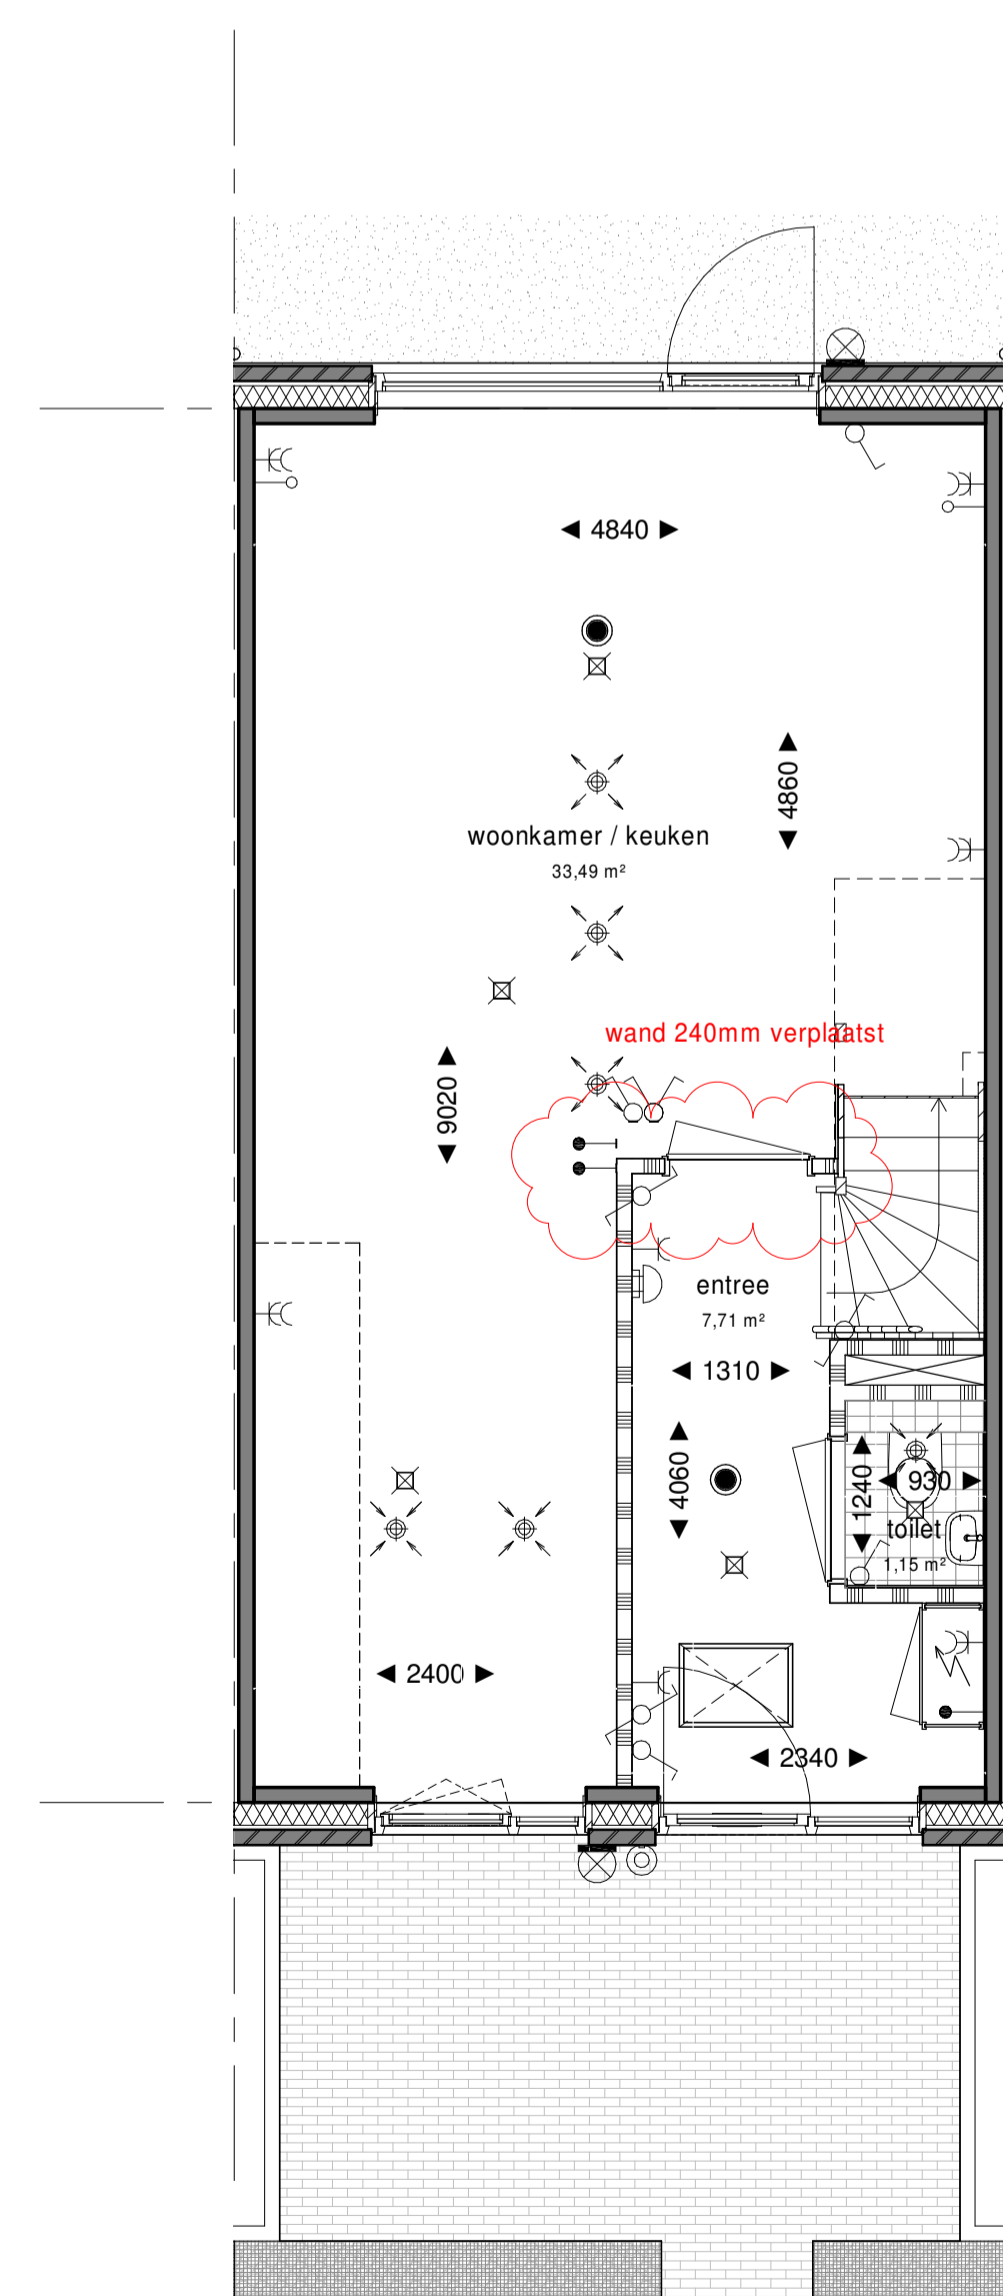 4840
4860
woonkamer / keuken
33,49 m²
wand 240mm verplaatst
9020
entree
7,71 m²
1310
4060
1240
930
toilet
1,15 m²
2400
2340